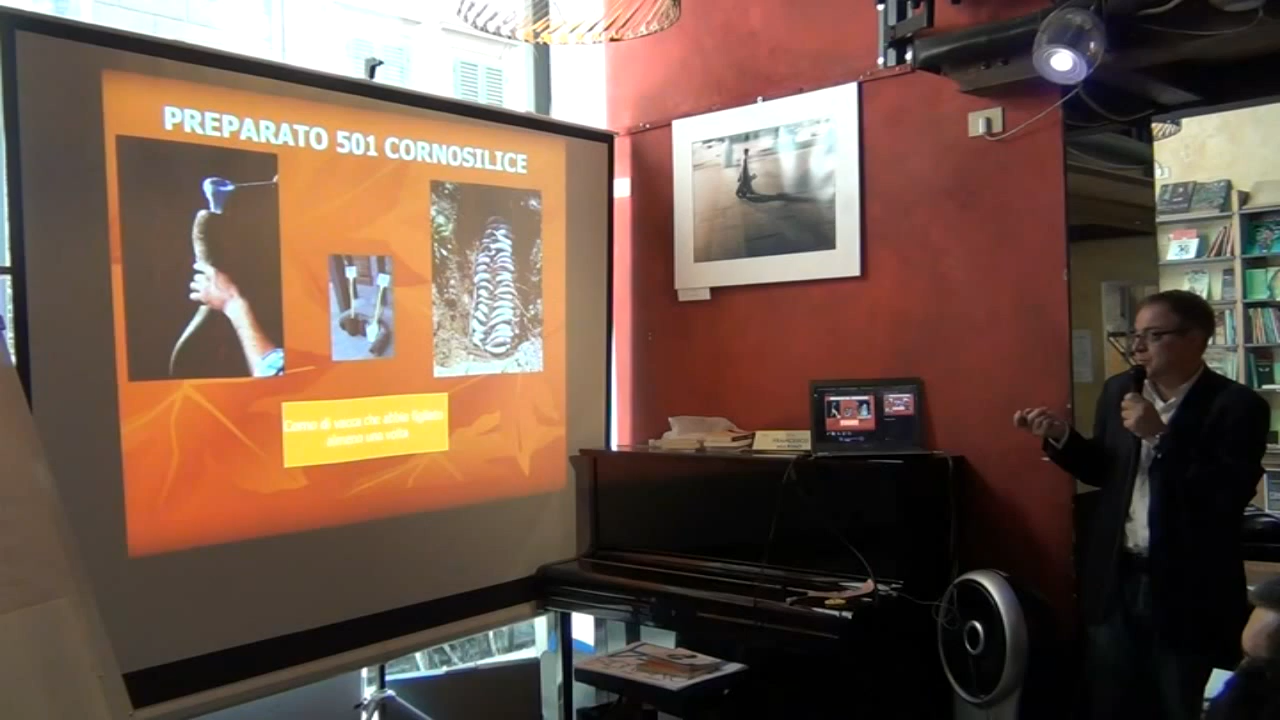 PREPARATO 501 CORNOSILICE
Corno di vacca che abbia figliato
almeno una volta